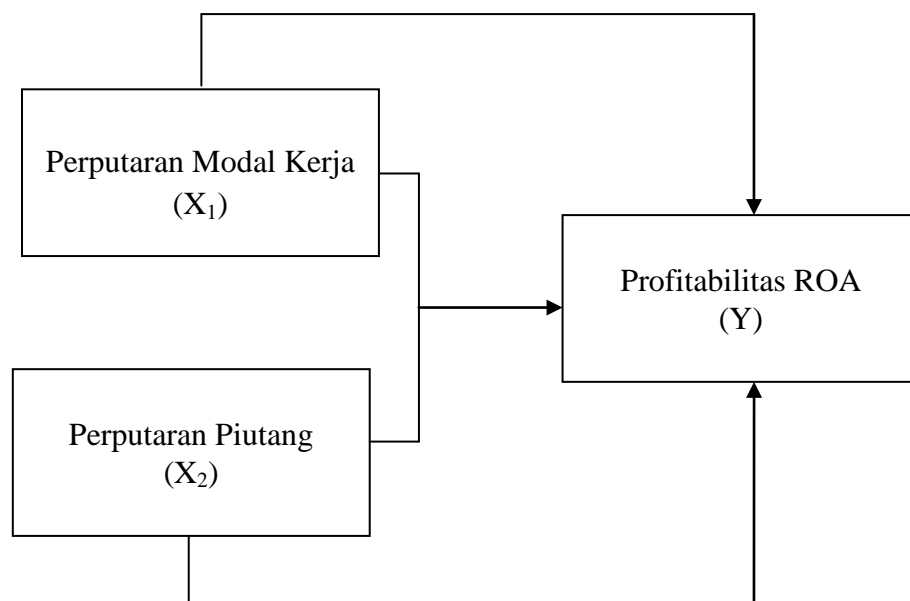 Perputaran Modal Kerja
(X₁)
Profitabilitas ROA
(Y)
Perputaran Piutang
(X₂)